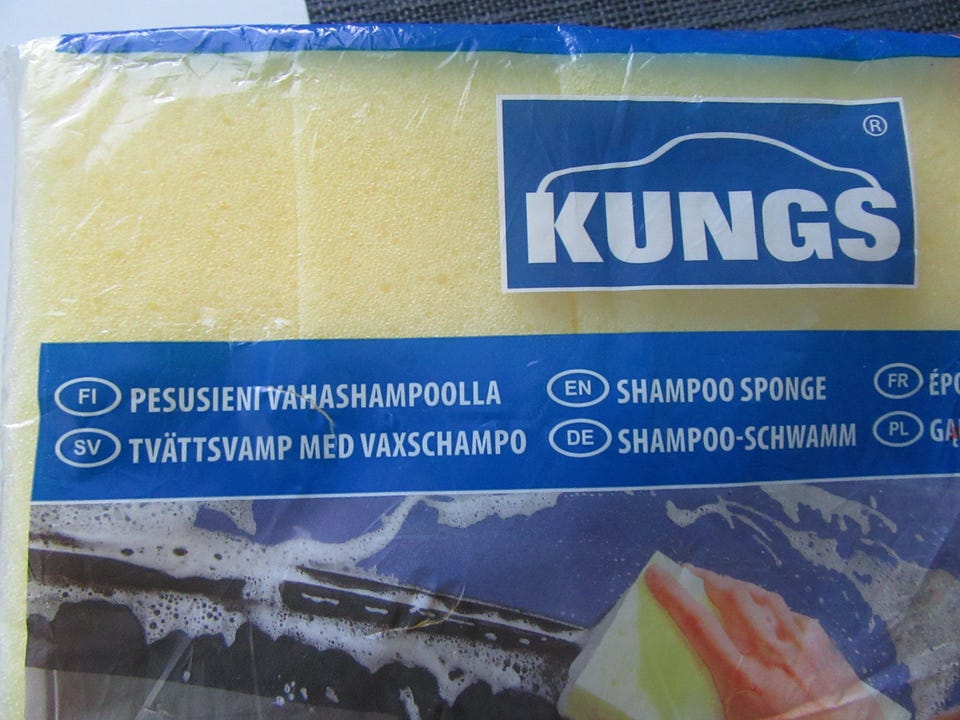 ®
KUNGS
FI PESUSIENI VAHASHAMPOOLLA
SV TVÄTTSVAMP MED VAXSCHAMPO
EN SHAMPOO SPONGE
DE SHAMPOO-SCHWAMM
FR
PL